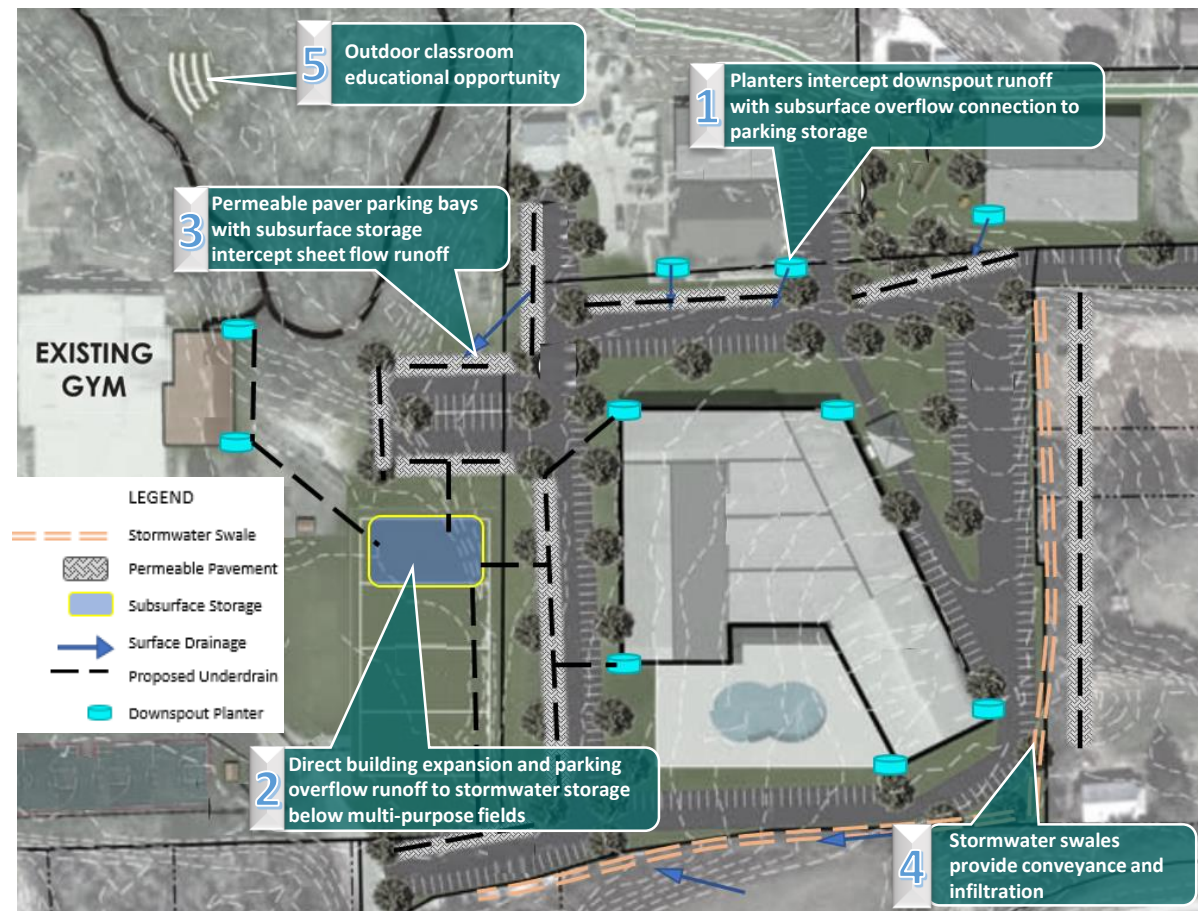 5
Outdoor classroom
educational opportunity
1
Planters intercept downspout runoff
with subsurface overflow connection to
parking storage
3
Permeable paver parking bays
with subsurface storage
intercept sheet flow runoff
EXISTING
GYM
LEGEND
Stormwater Swale
Permeable Pavement
Subsurface Storage
Surface Drainage
Proposed Underdrain
Downspout Planter
2
Direct building expansion and parking
overflow runoff to stormwater storage
below multi-purpose fields
4
Stormwater swales
provide conveyance and
infiltration